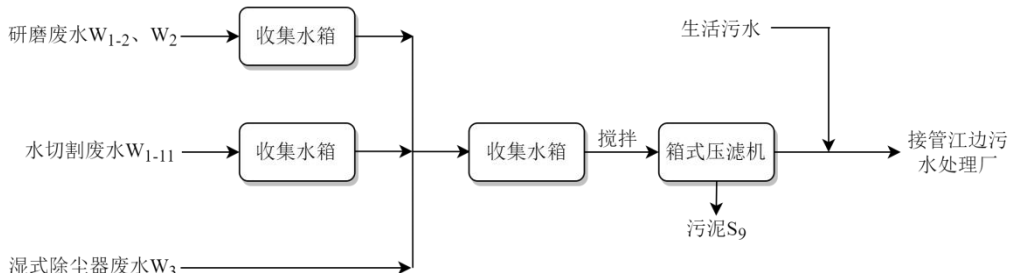 研磨废水W1-2、W2
收集水箱
生活污水
水切割废水W1-11
收集水箱
收集水箱
搅拌
箱式压滤机
接管江边污
水处理厂
污泥S9
湿式除尘器废水W3